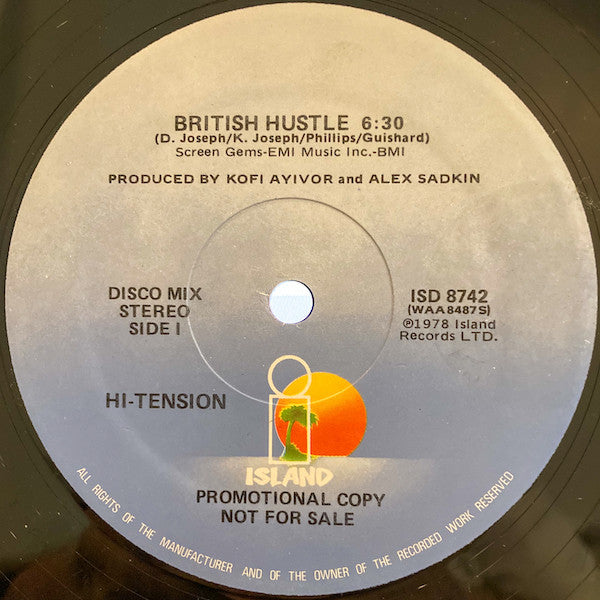 BRITISH HUSTLE 6:30
(D. Joseph/K. Joseph/Phillips/Guishard)
Screen Gems-EMI Music Inc.-BMI
PRODUCED BY KOFI AYIVOR and ALEX SADKIN
DISCO MIX
STEREO
SIDE I
ISD 8742
(WAA8487S)
℗1978 Island
Records LTD.
HI-TENSION
i
ISLAND
PROMOTIONAL COPY
NOT FOR SALE
ALL RIGHTS OF THE MANUFACTURER AND OF THE OWNER OF THE RECORDED WORK RESERVED